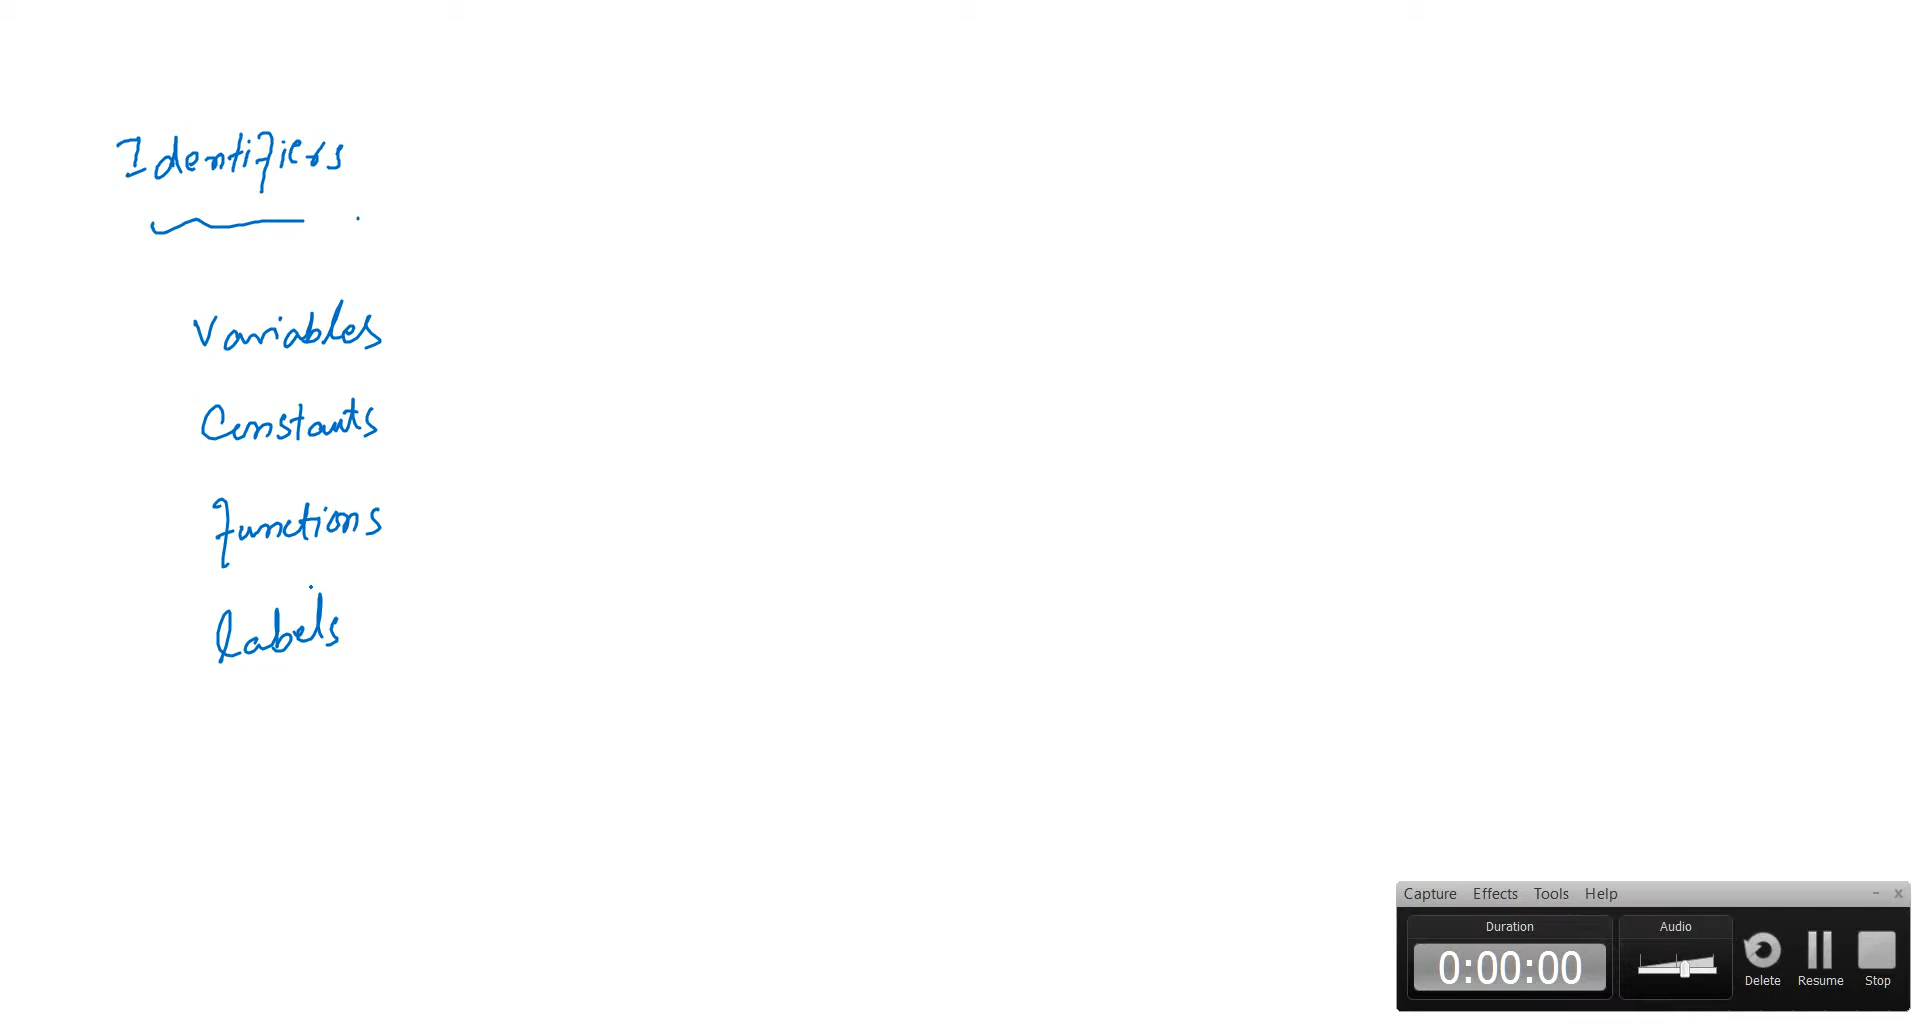 Identifiers
Variables
Constants
functions
labels
Capture Effects Tools Help
Duration Audio
0:00:00
Delete Resume Stop